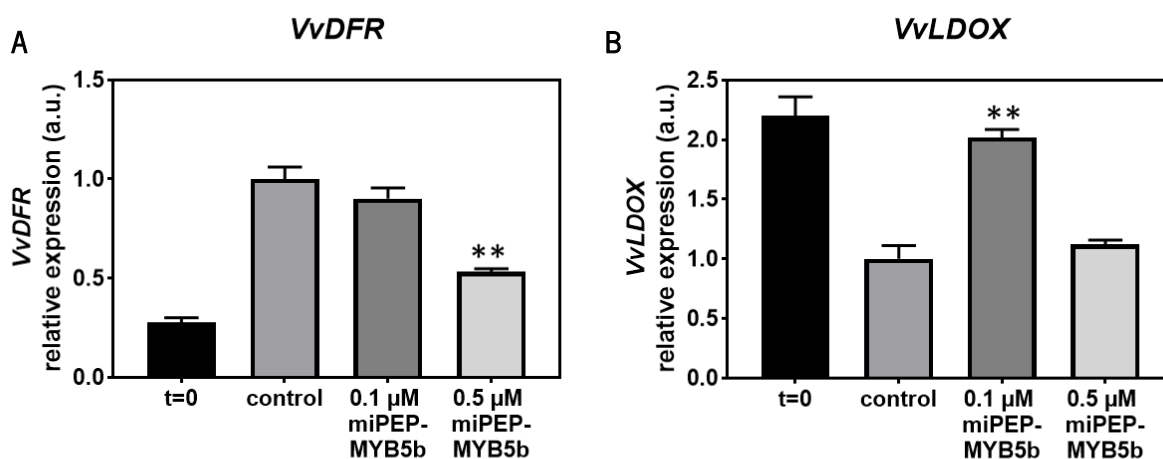 A
VvDFR
VvDFR
relative expression (a.u.)
1.5
1.0
0.5
0.0
**
t=0
control
0.1 µM
miPEP-
MYB5b
0.5 µM
miPEP-
MYB5b
B
VvLDOX
VvLDOX
relative expression (a.u.)
2.5
2.0
2.5
1.0
0.5
0.0
**
t=0
control
0.1 µM
miPEP-
MYB5b
0.5 µM
miPEP-
MYB5b